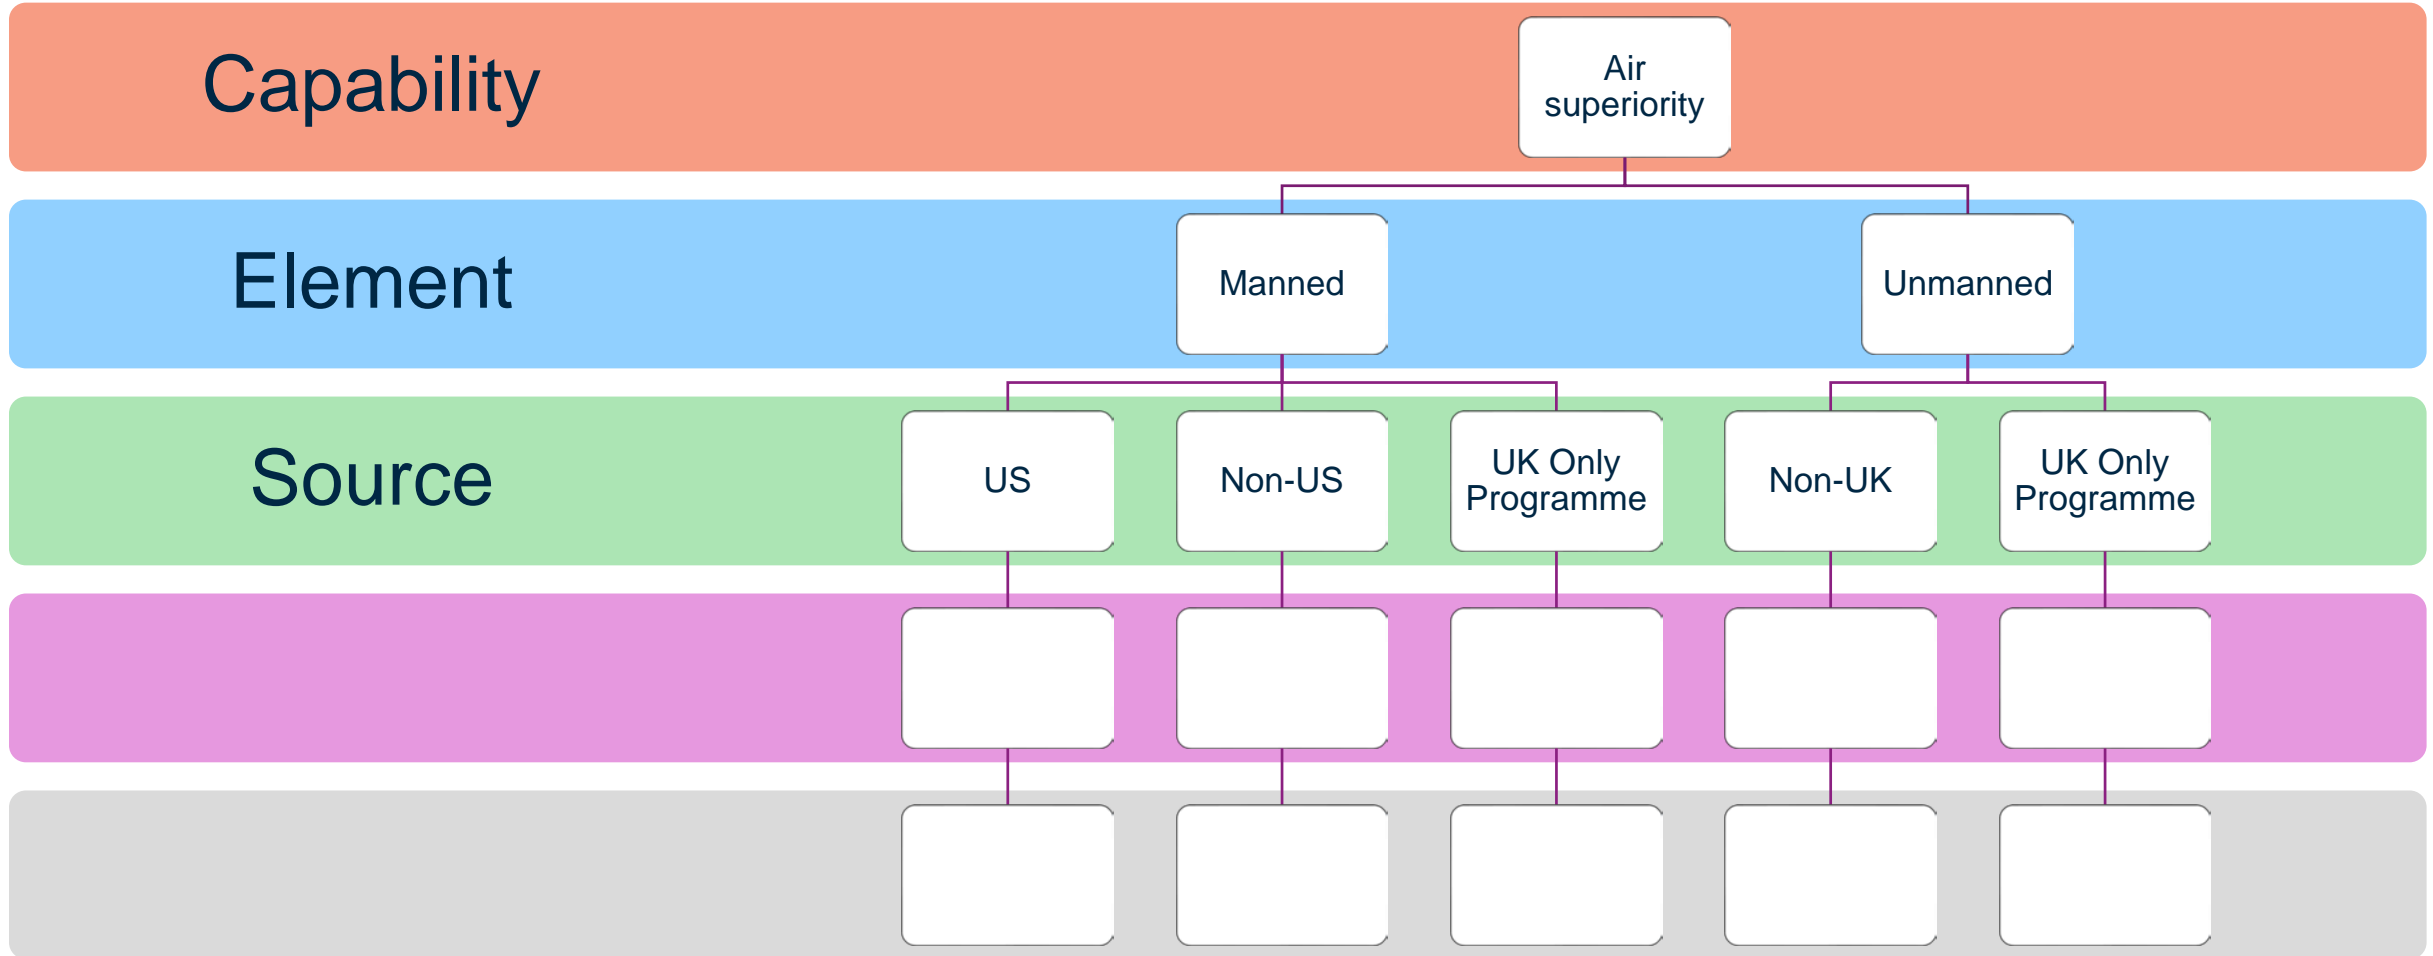 Capability
Air
superiority
Element
Manned
Unmanned
Source
US
Non-US
UK Only
Programme
Non-UK
UK Only
Programme